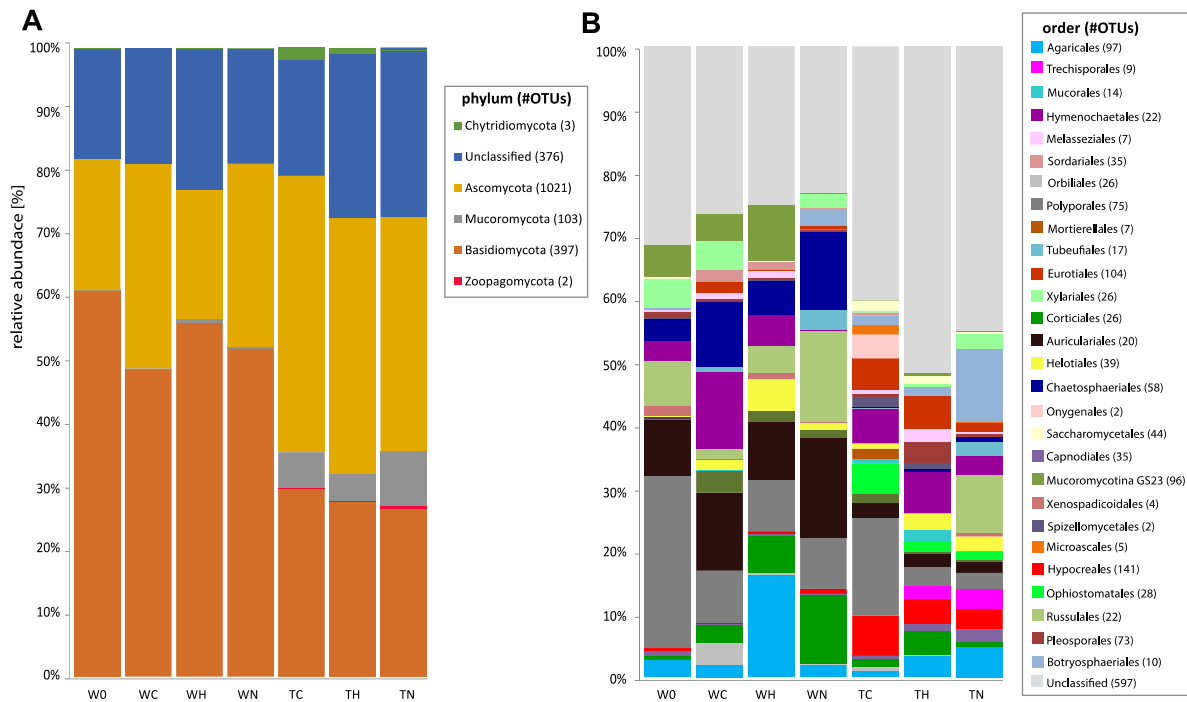 A
relative abundace [%]
100%
90%
80%
70%
60%
50%
40%
30%
20%
10%
0%
W0 WC WH WN TC TH TN
phylum (#OTUs)
Chytridiomycota (3)
Unclassified (376)
Ascomycota (1021)
Mucoromycota (103)
Basidiomycota (397)
Zoopagomycota (2)
B
100%
90%
80%
70%
60%
50%
40%
30%
20%
10%
0%
W0 WC WH WN TC TH TN
order (#OTUs)
Agaricales (97)
Trechisporales (9)
Mucorales (14)
Hymenochaetales (22)
Melasseziales (7)
Sordariales (35)
Orbiliales (26)
Polyporales (75)
Mortierellales (7)
Tubeufiales (17)
Eurotiales (104)
Xylariales (26)
Corticiales (26)
Auriculariales (20)
Helotiales (39)
Chaetosphaeriales (58)
Onygenales (2)
Saccharomycetales (44)
Capnodiales (35)
Mucoromycotina GS23 (96)
Xenospadicoidales (4)
Spizellomycetales (2)
Microascales (5)
Hypocreales (141)
Ophiostomatales (28)
Russulales (22)
Pleosporales (73)
Botryosphaeriales (10)
Unclassified (597)